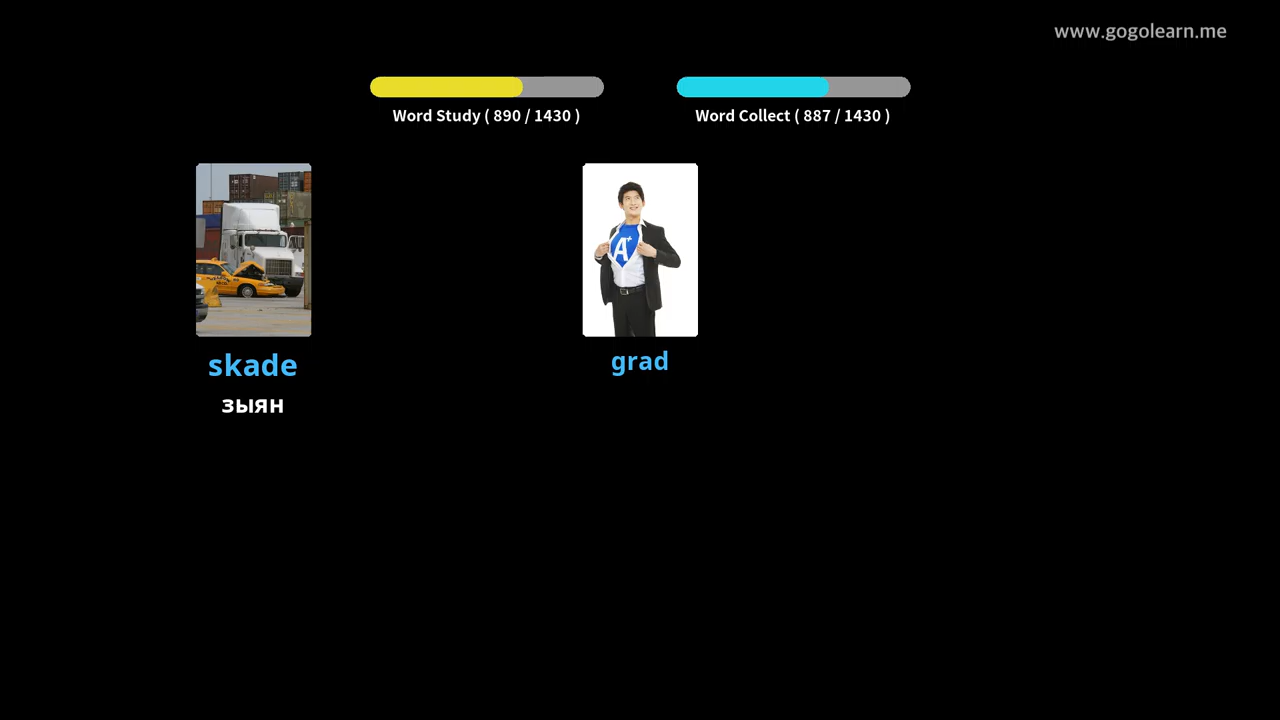 www.gogolearn.me
Word Study ( 890 / 1430 )
Word Collect ( 887 / 1430 )
A+
skade
grad
зыян